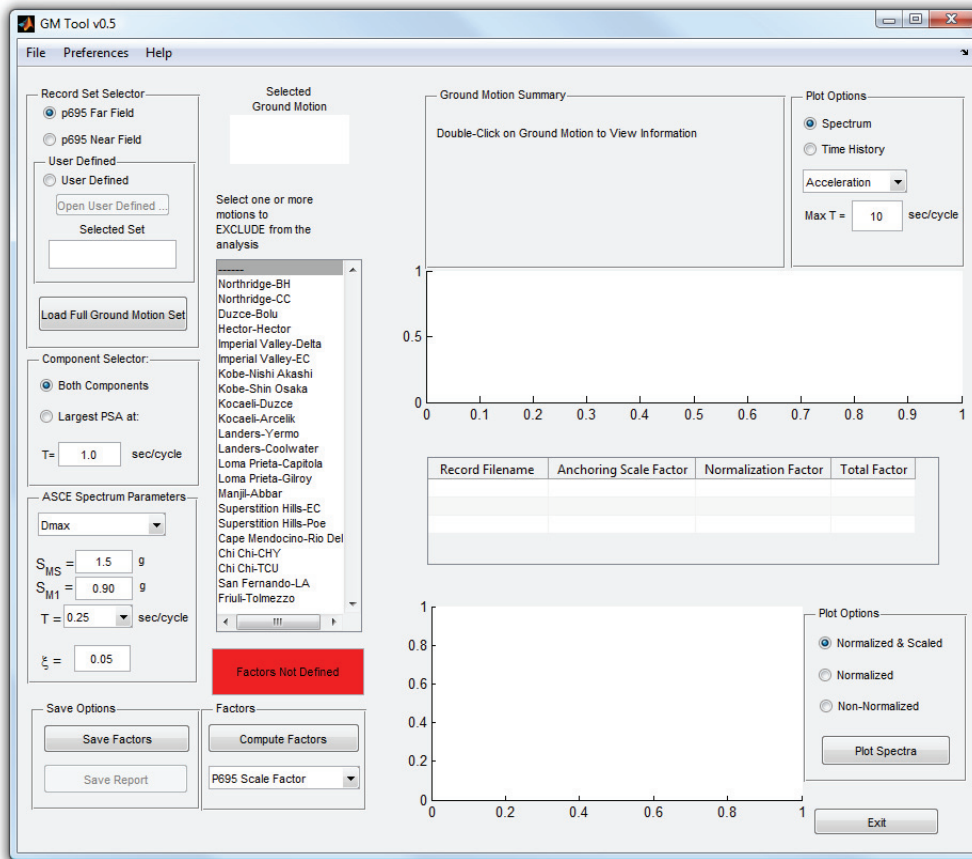 GM Tool v0.5
File Preferences Help
Record Set Selector
p695 Far Field
p695 Near Field
User Defined
User Defined
Open User Defined ...
Selected Set
Load Full Ground Motion Set
Component Selector:
Both Components
Largest PSA at:
T= 1.0 sec/cycle
ASCE Spectrum Parameters
Dmax
SMS = 1.5 g
SM1 = 0.90 g
T = 0.25 sec/cycle
ξ = 0.05
Save Options
Save Factors
Save Report
Selected
Ground Motion
Select one or more
motions to
EXCLUDE from the
analysis
------
Northridge-BH
Northridge-CC
Duzce-Bolu
Hector-Hector
Imperial Valley-Delta
Imperial Valley-EC
Kobe-Nishi Akashi
Kobe-Shin Osaka
Kocaeli-Duzce
Kocaeli-Arcelik
Landers-Yermo
Landers-Coolwater
Loma Prieta-Capitola
Loma Prieta-Gilroy
Manjil-Abbar
Superstition Hills-EC
Superstition Hills-Poe
Cape Mendocino-Rio Del
Chi Chi-CHY
Chi Chi-TCU
San Fernando-LA
Friuli-Tolmezzo
Factors Not Defined
Factors
Compute Factors
P695 Scale Factor
Ground Motion Summary
Double-Click on Ground Motion to View Information
Plot Options
Spectrum
Time History
Acceleration
Max T = 10 sec/cycle
1
0.5
0
0 0.1 0.2 0.3 0.4 0.5 0.6 0.7 0.8 0.9 1
Record Filename Anchoring Scale Factor Normalization Factor Total Factor
1
0.8
0.6
0.4
0.2
0
0 0.2 0.4 0.6 0.8 1
Plot Options
Normalized & Scaled
Normalized
Non-Normalized
Plot Spectra
Exit